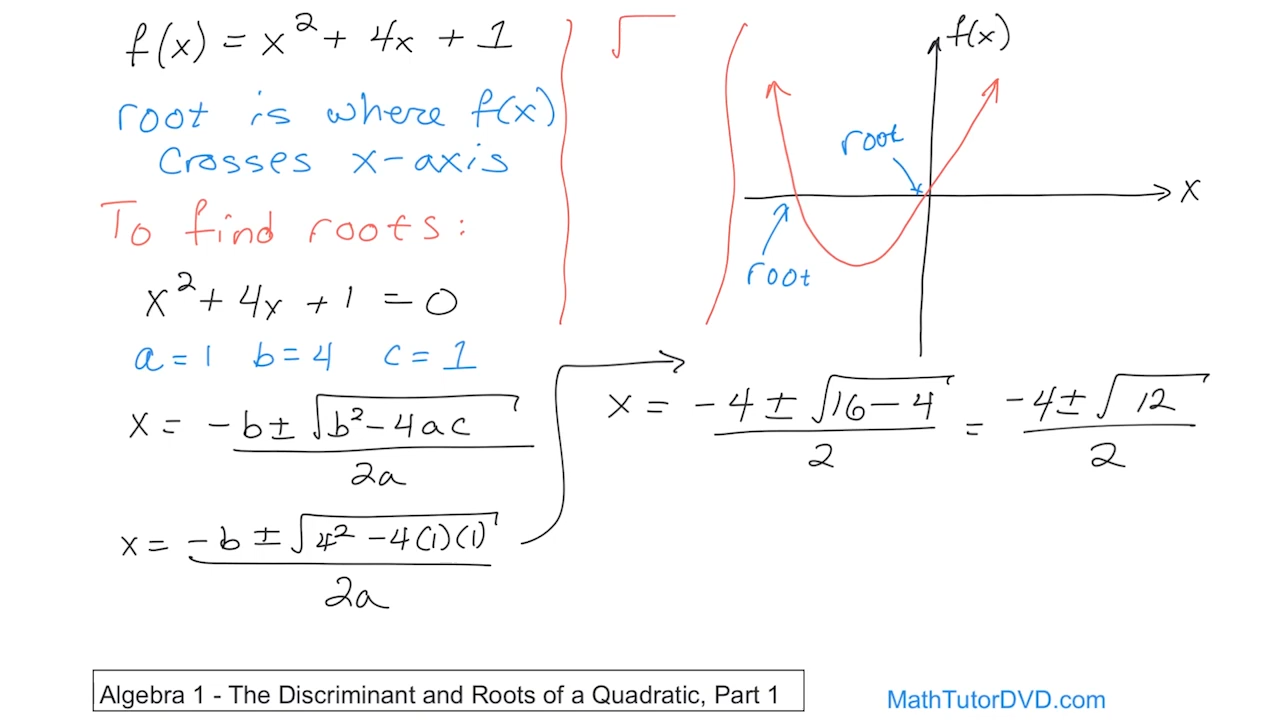 f(x) = x² + 4x + 1
root is where f(x)
crosses x-axis
To find roots:
x² + 4x + 1 = 0
a = 1 b = 4 c = 1
x = -b ± √(b² - 4ac) / 2a
x = -b ± √(4² - 4(1)(1)) / 2a
√
f(x)
root
x
root
x = -4 ± √(16 - 4) / 2 = -4 ± √12 / 2
Algebra 1 - The Discriminant and Roots of a Quadratic, Part 1
MathTutorDVD.com